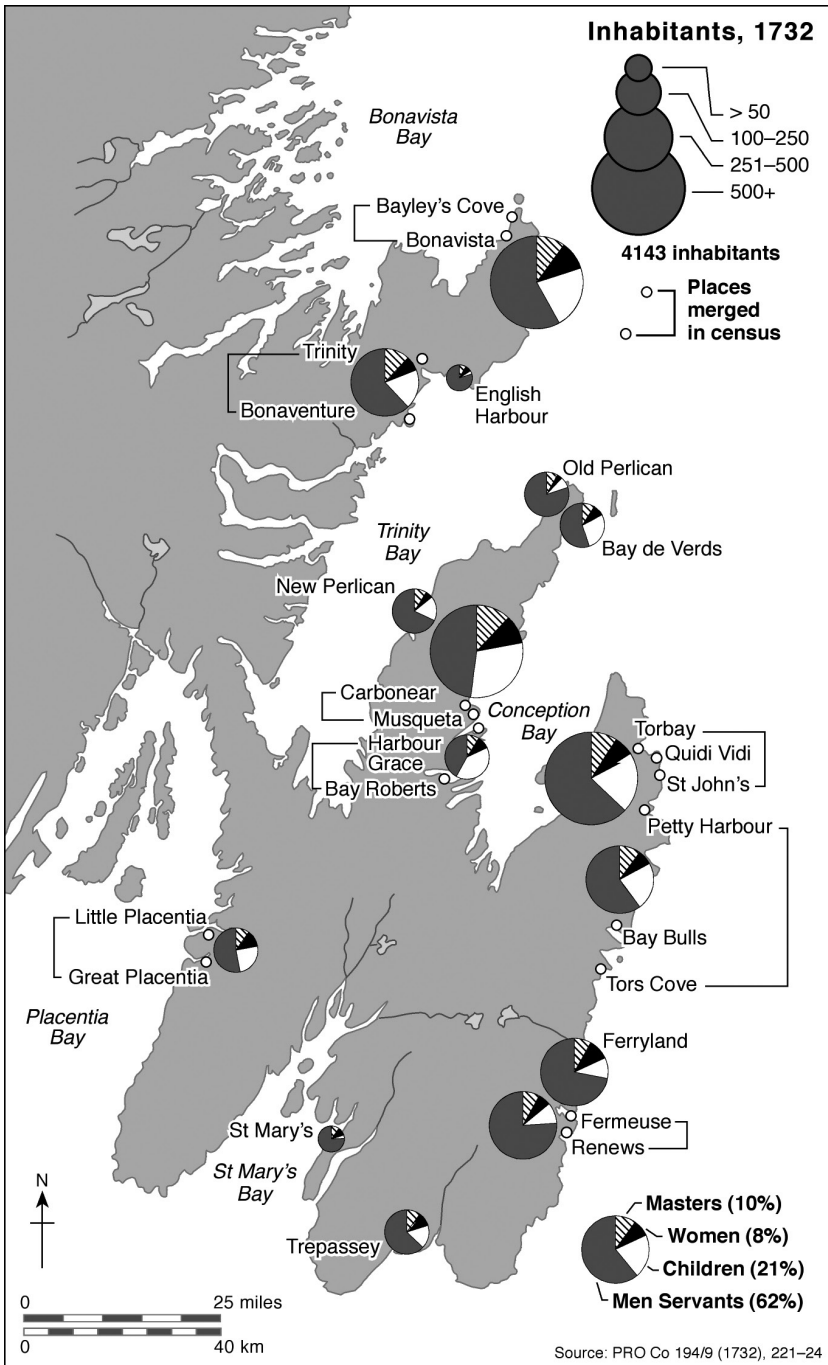 Inhabitants, 1732
> 50
100–250
251–500
500+
4143 inhabitants
Places
merged
in census
Bonavista
Bay
Bayley's Cove
Bonavista
Trinity
Bonaventure
English
Harbour
Old Perlican
Trinity
Bay
Bay de Verds
New Perlican
Carbonear
Musqueta
Conception
Bay
Harbour
Grace
Bay Roberts
Torbay
Quidi Vidi
St John's
Petty Harbour
Bay Bulls
Tors Cove
Little Placentia
Great Placentia
Placentia
Bay
Ferryland
Fermeuse
Renews
St Mary's
St Mary's
Bay
Trepassey
N
0 25 miles
0 40 km
Masters (10%)
Women (8%)
Children (21%)
Men Servants (62%)
Source: PRO Co 194/9 (1732), 221–24